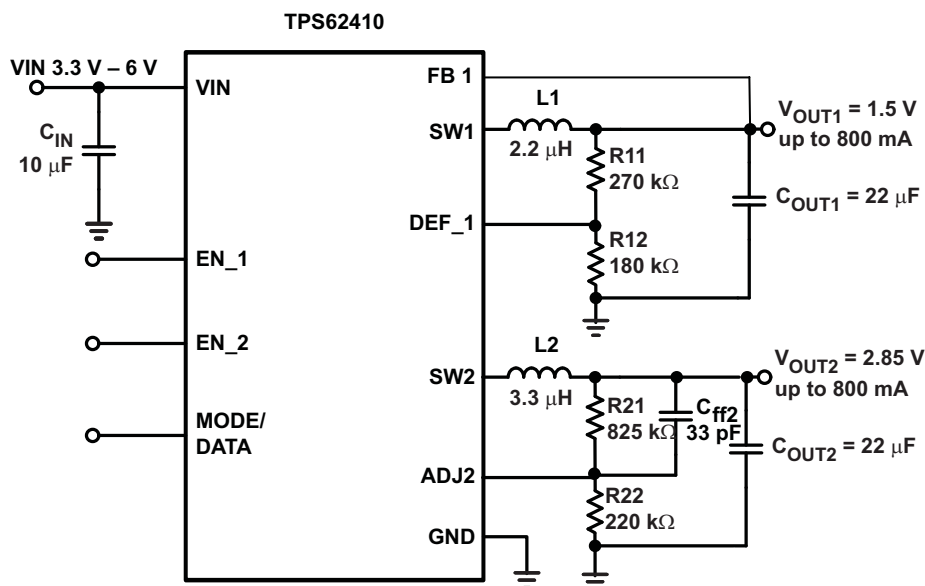 TPS62410
VIN 3.3 V – 6 V
VIN
FB 1
L1
V_OUT1 = 1.5 V
up to 800 mA
SW1
2.2 μH
C_IN
10 μF
R11
270 kΩ
C_OUT1 = 22 μF
DEF_1
R12
180 kΩ
EN_1
EN_2
L2
V_OUT2 = 2.85 V
up to 800 mA
SW2
3.3 μH
R21
825 kΩ
C_ff2
33 pF
MODE/
DATA
C_OUT2 = 22 μF
ADJ2
R22
220 kΩ
GND